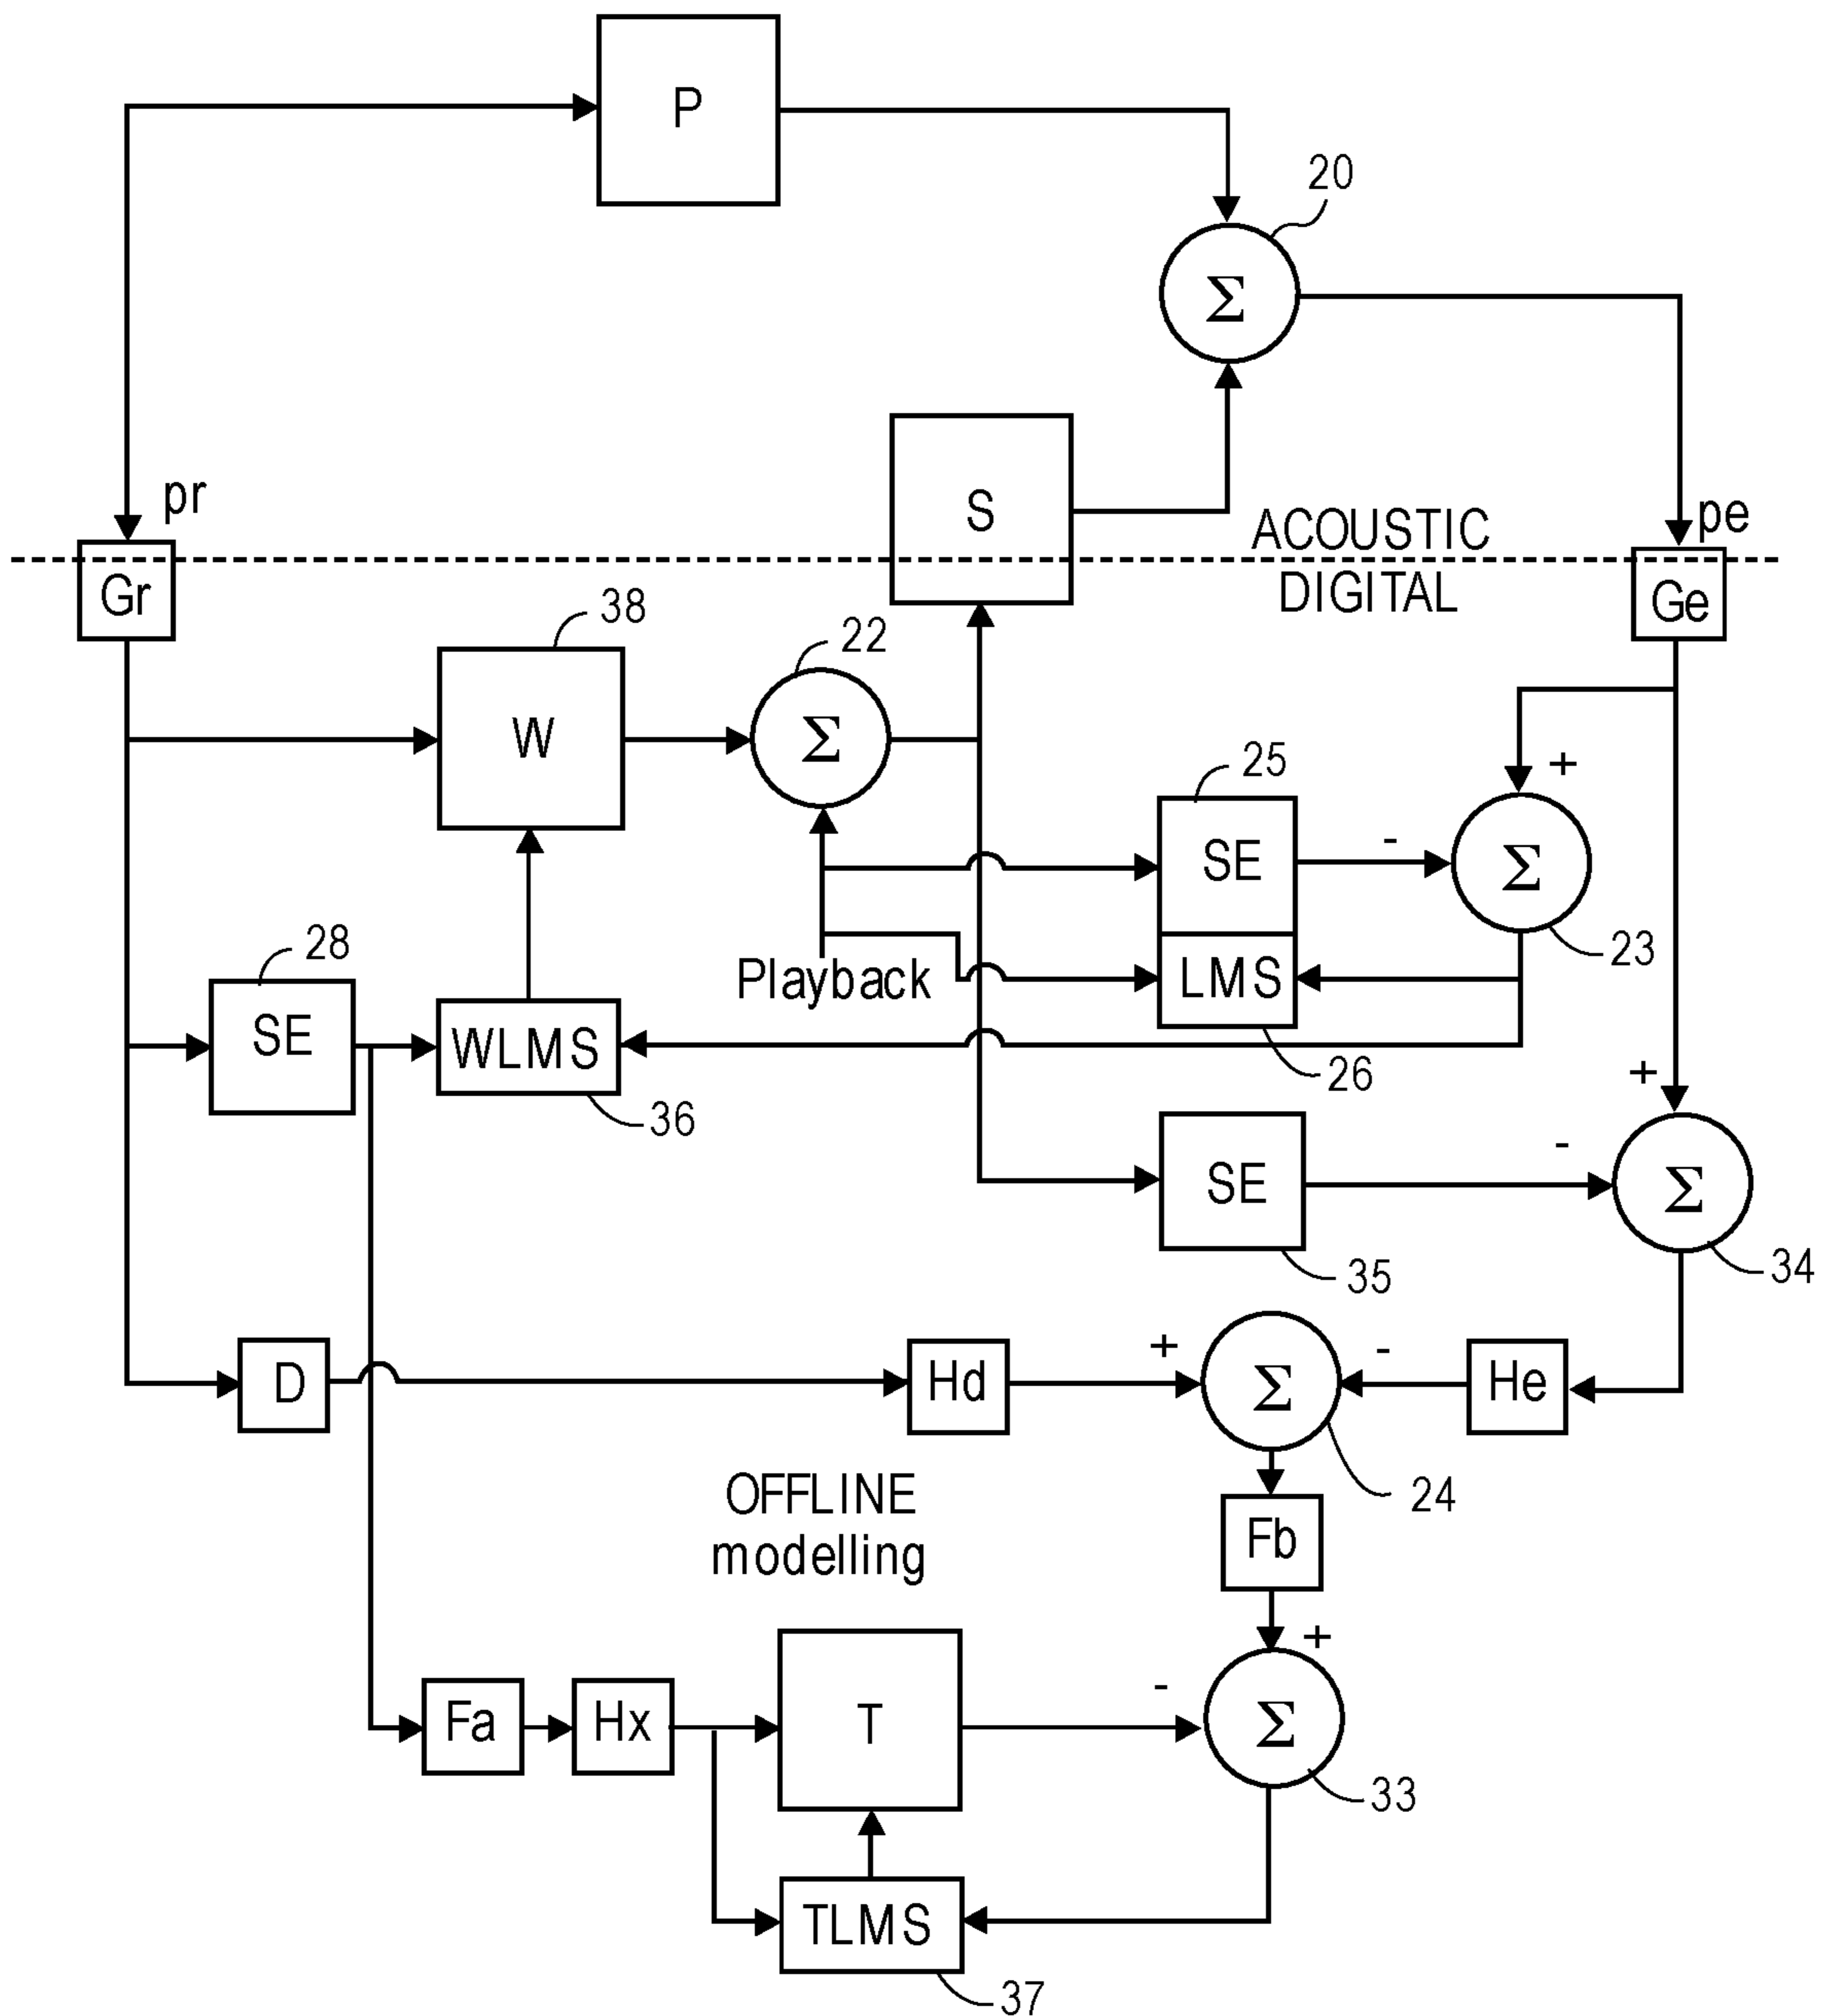 P
20
Σ
S
pr
ACOUSTIC
pe
DIGITAL
Gr
Ge
38
22
W
Σ
+
25
SE
-
Σ
23
28
Playback
LMS
SE
WLMS
26
36
+
-
SE
Σ
35
34
D
Hd
+
Σ
-
He
24
OFFLINE
modelling
Fb
+
Fa
Hx
T
-
Σ
33
TLMS
37